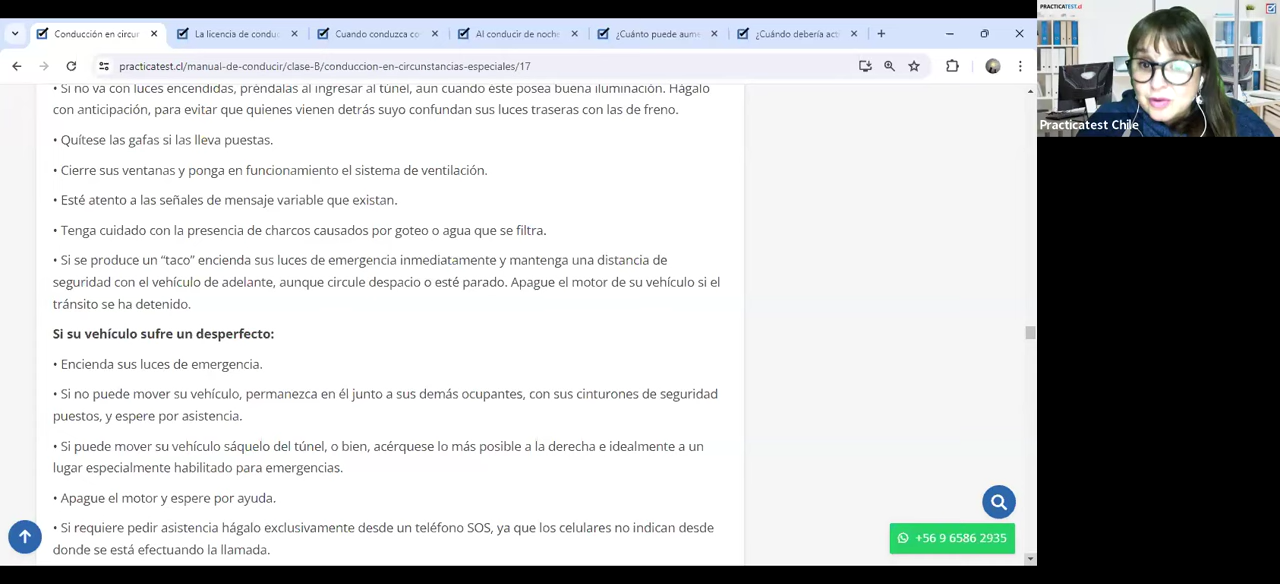 Conducción en circur
La licencia de condu
Cuando conduzca co
Al conducir de noche
¿Cuánto puede aume
¿Cuándo debería act
practicatest.cl/manual-de-conducir/clase-B/conduccion-en-circunstancias-especiales/17
PRACTICATEST.cl
Practicatest Chile
• Si no va con luces encendidas, préndalas al ingresar al túnel, aun cuando este posea buena iluminación. Hágalo
con anticipación, para evitar que quienes vienen detrás suyo confundan sus luces traseras con las de freno.
• Quítese las gafas si las lleva puestas.
• Cierre sus ventanas y ponga en funcionamiento el sistema de ventilación.
• Esté atento a las señales de mensaje variable que existan.
• Tenga cuidado con la presencia de charcos causados por goteo o agua que se filtra.
• Si se produce un “taco” encienda sus luces de emergencia inmediatamente y mantenga una distancia de
seguridad con el vehículo de adelante, aunque circule despacio o esté parado. Apague el motor de su vehículo si el
tránsito se ha detenido.
Si su vehículo sufre un desperfecto:
• Encienda sus luces de emergencia.
• Si no puede mover su vehículo, permanezca en él junto a sus demás ocupantes, con sus cinturones de seguridad
puestos, y espere por asistencia.
• Si puede mover su vehículo sáquelo del túnel, o bien, acérquese lo más posible a la derecha e idealmente a un
lugar especialmente habilitado para emergencias.
• Apague el motor y espere por ayuda.
• Si requiere pedir asistencia hágalo exclusivamente desde un teléfono SOS, ya que los celulares no indican desde
donde se está efectuando la llamada.
+56 9 6586 2935